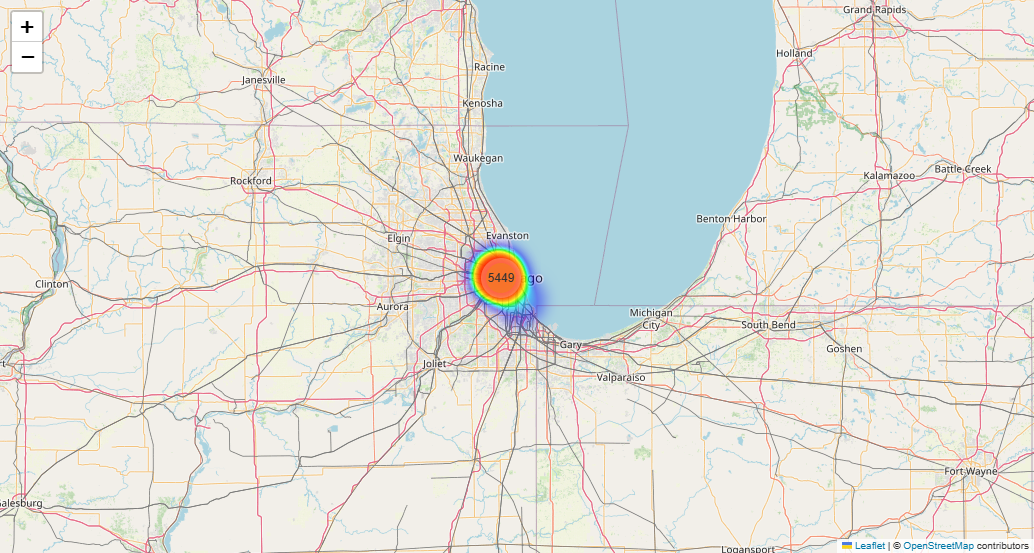 +
−
Grand Rapids
Holland
Racine
Janesville
Kenosha
Waukegan
Battle Creek
Kalamazoo
Rockford
Benton Harbor
Evanston
Elgin
5449
go
Clinton
Aurora
Michigan
City
South Bend
Gary
Goshen
Joliet
Valparaiso
Fort Wayne
alesburg
Logansport
Leaflet | © OpenStreetMap contributors